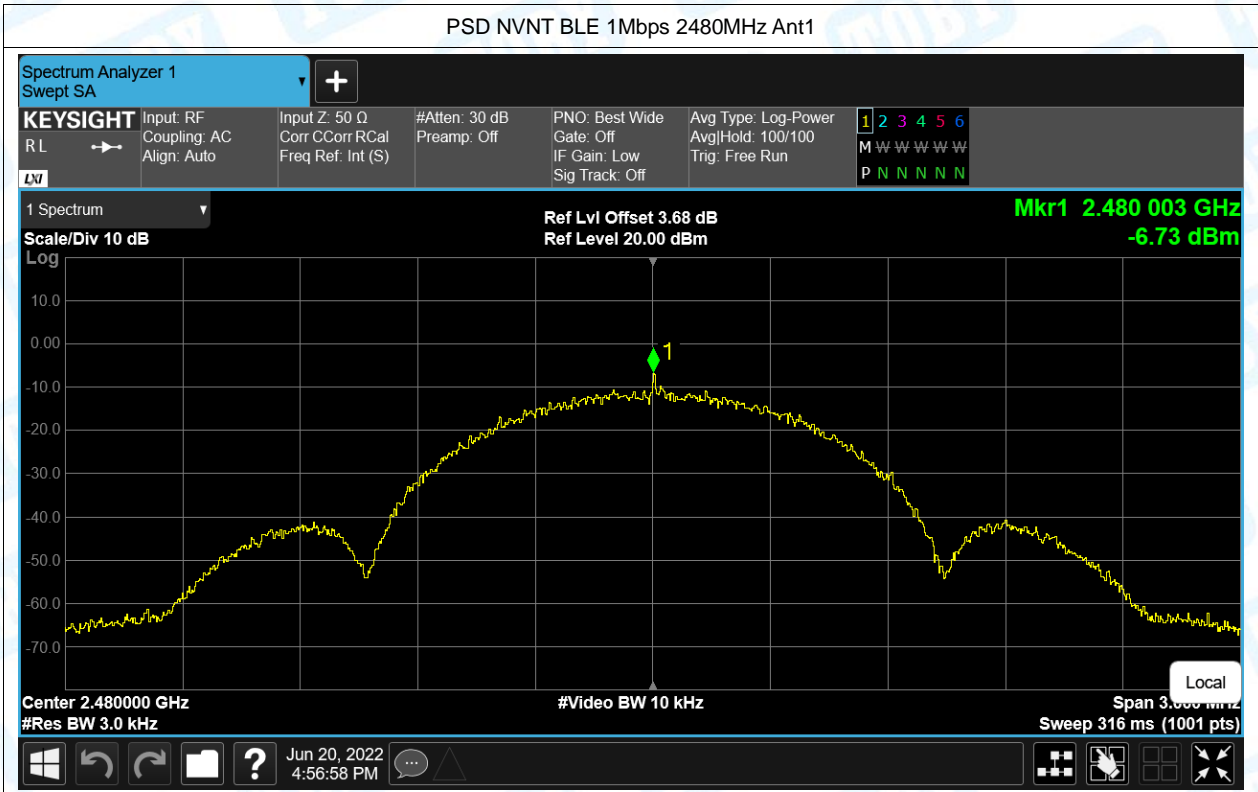 PSD NVNT BLE 1Mbps 2480MHz Ant1
Spectrum Analyzer 1
Swept SA
+
KEYSIGHT
R L
LXI
Input: RF
Coupling: AC
Align: Auto
Input Z: 50 Ω
Corr CCorr RCal
Freq Ref: Int (S)
#Atten: 30 dB
Preamp: Off
PNO: Best Wide
Gate: Off
IF Gain: Low
Sig Track: Off
Avg Type: Log-Power
Avg|Hold: 100/100
Trig: Free Run
1 2 3 4 5 6
M W W W W W
P N N N N N
1 Spectrum
Scale/Div 10 dB
Ref Lvl Offset 3.68 dB
Ref Level 20.00 dBm
Mkr1 2.480 003 GHz
-6.73 dBm
Log
10.0
0.00
-10.0
-20.0
-30.0
-40.0
-50.0
-60.0
-70.0
1
Local
Center 2.480000 GHz
#Res BW 3.0 kHz
#Video BW 10 kHz
Span
Sweep 316 ms (1001 pts)
?
Jun 20, 2022
4:56:58 PM